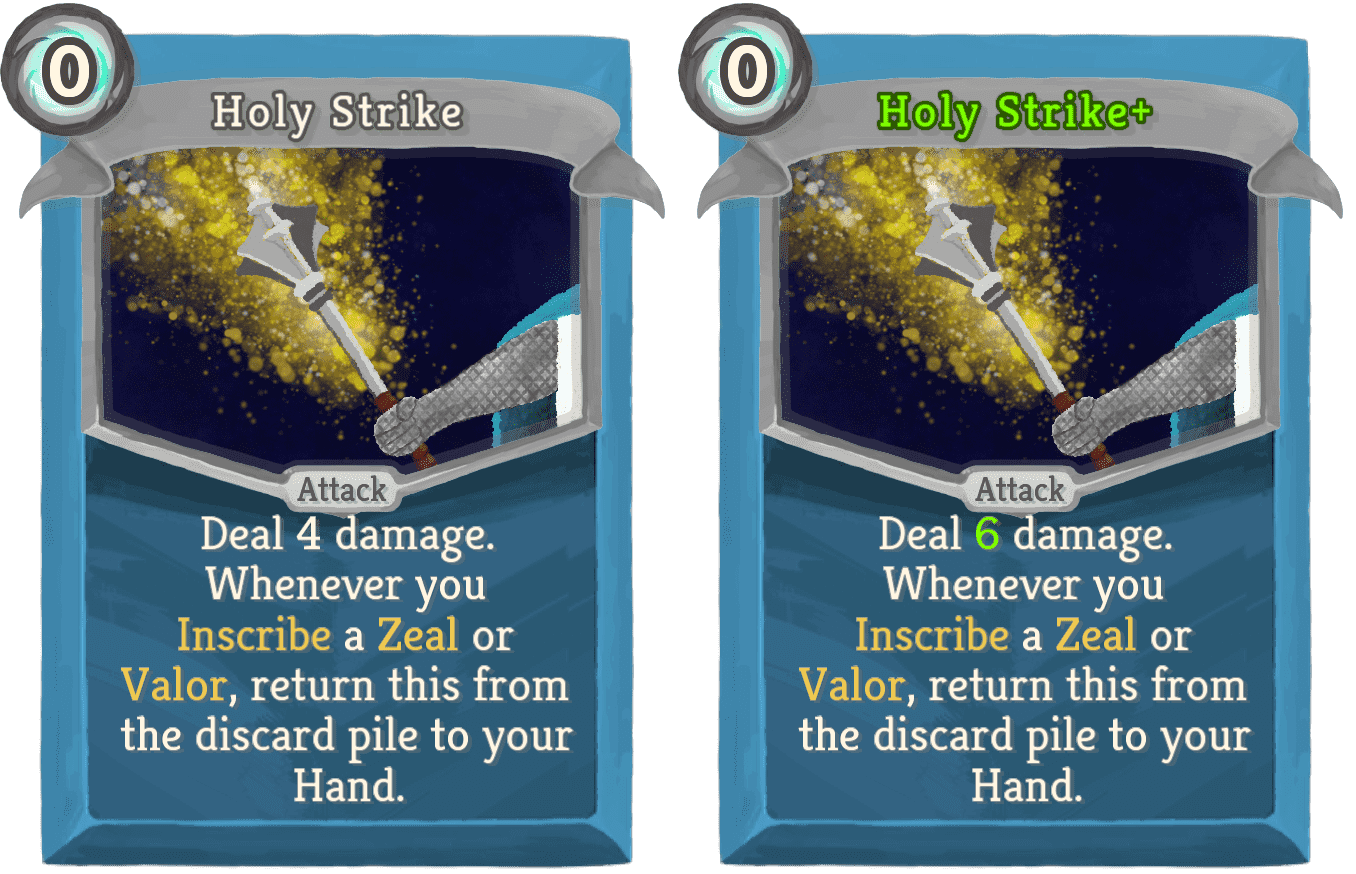 0
Holy Strike
Attack
Deal 4 damage.
Whenever you
Inscribe a Zeal or
Valor, return this from
the discard pile to your
Hand.
0
Holy Strike+
Attack
Deal 6 damage.
Whenever you
Inscribe a Zeal or
Valor, return this from
the discard pile to your
Hand.